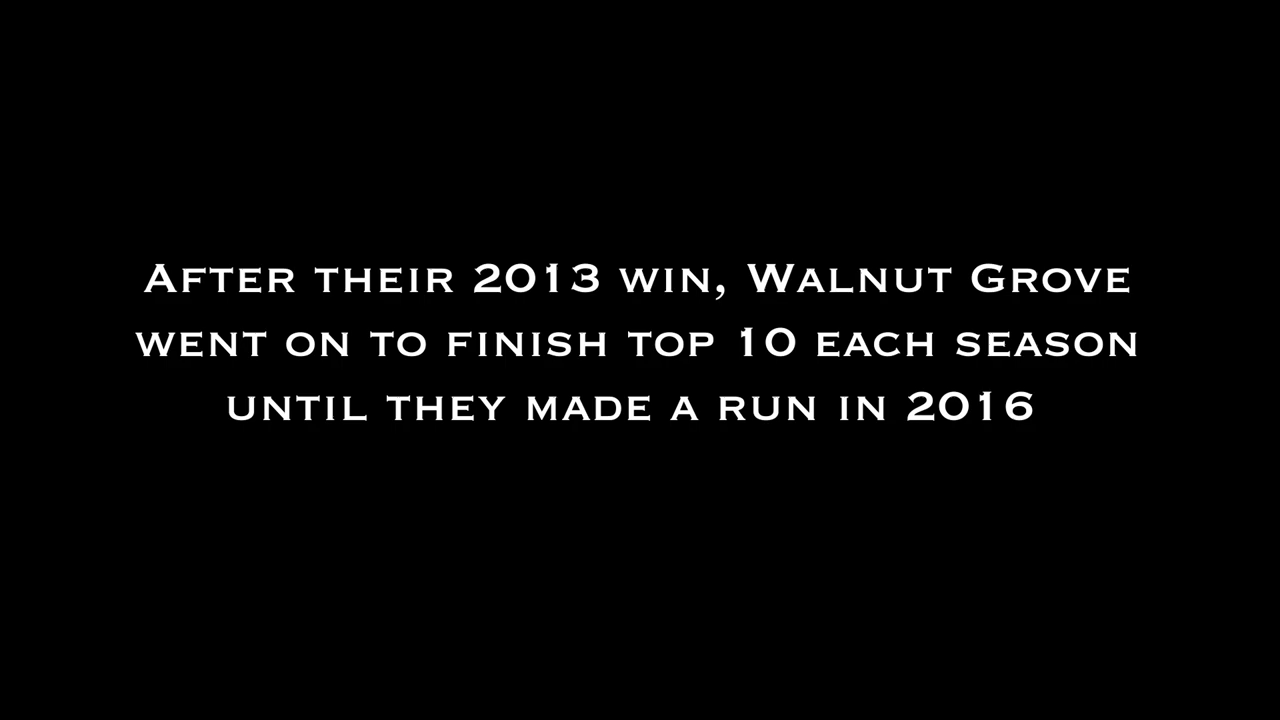 After their 2013 win, Walnut Grove
went on to finish top 10 each season
until they made a run in 2016